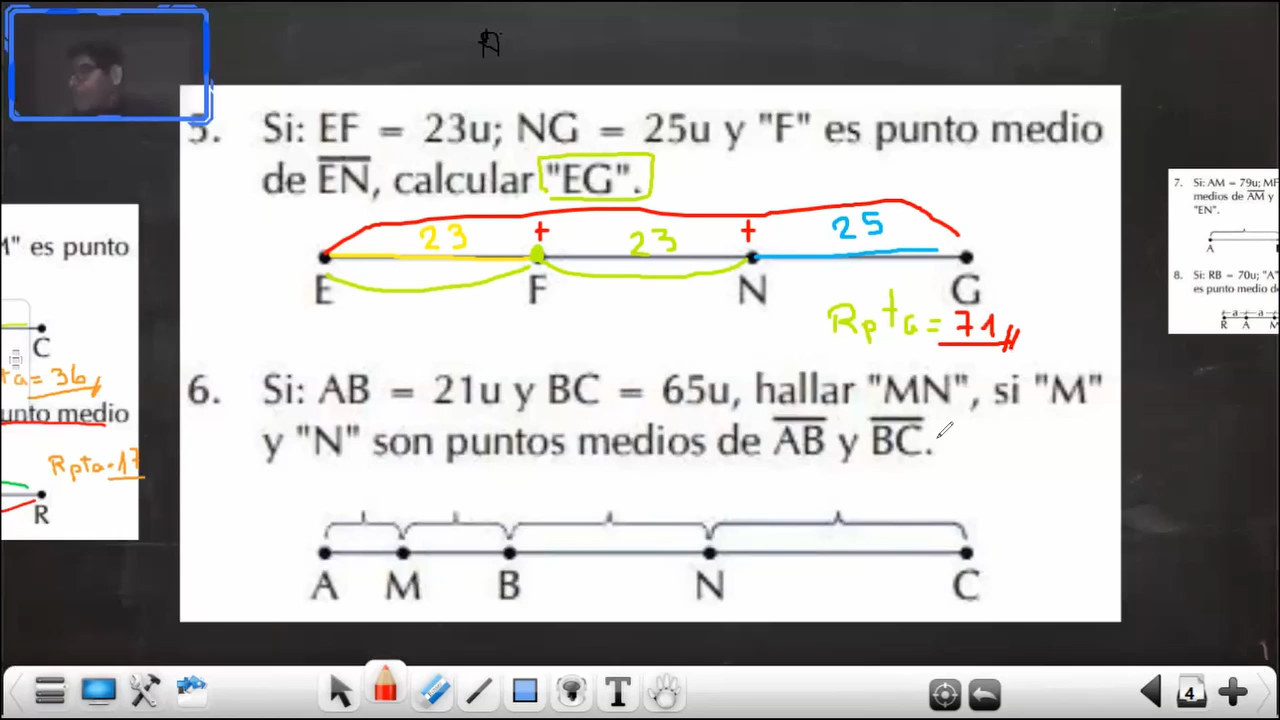 5. Si: EF = 23u; NG = 25u y "F" es punto medio
de EN, calcular "EG".
23 + 23 + 25
E F N G
Rpta = 71
6. Si: AB = 21u y BC = 65u, hallar "MN", si "M"
y "N" son puntos medios de AB y BC.
A M B N C
M" es punto
C
ta = 36
unto medio
Rpta = 17
R
7. Si: AM = 79u; MF
medios de AM y
"EN".
A
8. Si: RB = 70u; "A"
es punto medio de
a a
R A M
T
4